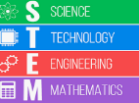 S SCIENCE
T TECHNOLOGY
E ENGINEERING
M MATHEMATICS